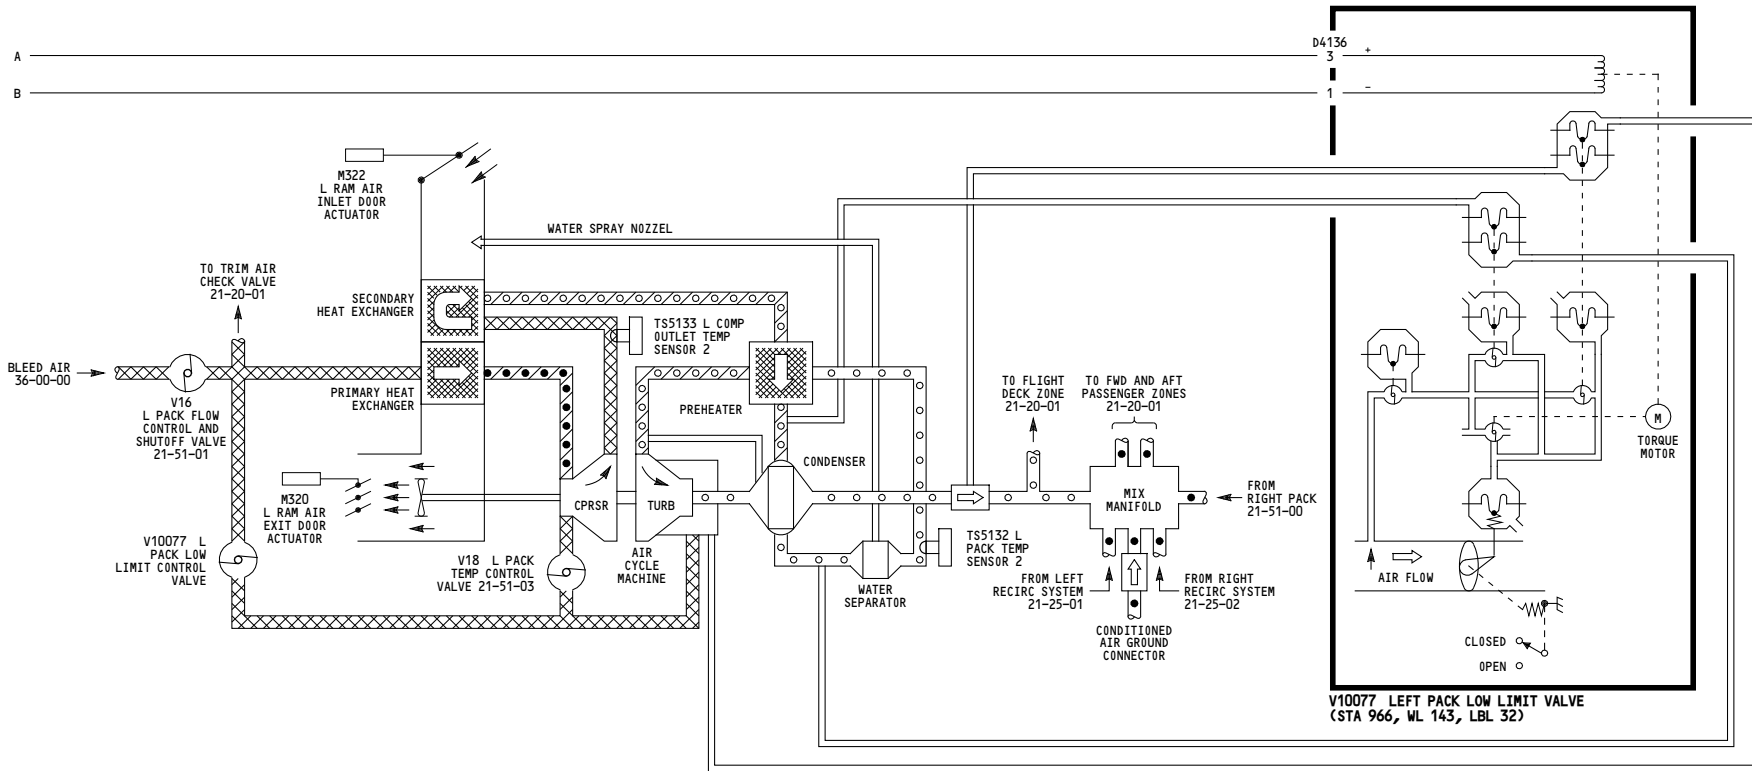 D4136
A
3
+
B
1
-
M322
L RAM AIR
INLET DOOR
ACTUATOR
WATER SPRAY NOZZEL
TO TRIM AIR
CHECK VALVE
21-20-01
SECONDARY
HEAT EXCHANGER
TS5133 L COMP
OUTLET TEMP
SENSOR 2
BLEED AIR
36-00-00
V16
L PACK FLOW
CONTROL AND
SHUTOFF VALVE
21-51-01
PRIMARY HEAT
EXCHANGER
PREHEATER
TO FLIGHT
DECK ZONE
21-20-01
TO FWD AND AFT
PASSENGER ZONES
21-20-01
M
TORQUE
MOTOR
CONDENSER
M320
L RAM AIR
EXIT DOOR
ACTUATOR
CPRSR
TURB
MIX
MANIFOLD
FROM
RIGHT PACK
21-51-00
V10077 L
PACK LOW
LIMIT CONTROL
VALVE
V18 L PACK
TEMP CONTROL
VALVE 21-51-03
AIR
CYCLE
MACHINE
TS5132 L
PACK TEMP
SENSOR 2
WATER
SEPARATOR
FROM LEFT
RECIRC SYSTEM
21-25-01
FROM RIGHT
RECIRC SYSTEM
21-25-02
AIR FLOW
CONDITIONED
AIR GROUND
CONNECTOR
CLOSED
OPEN
V10077 LEFT PACK LOW LIMIT VALVE
(STA 966, WL 143, LBL 32)